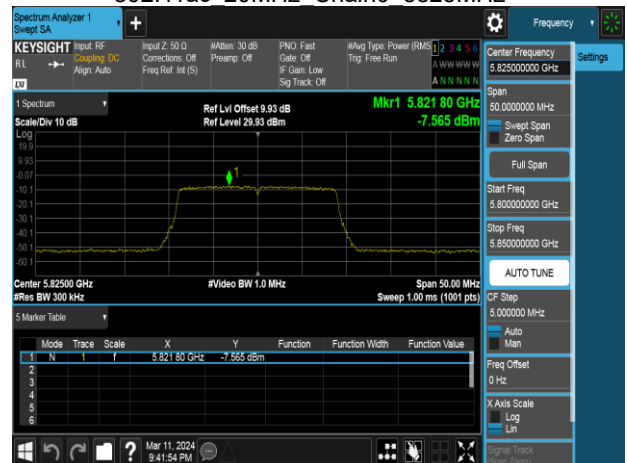 Spectrum Analyzer 1
Swept SA
Frequency
KEYSIGHT
RL
LXI
Input: RF
Coupling: DC
Align: Auto
Input Z: 50 Ω
Corrections: Off
Freq Ref: Int (S)
#Atten: 30 dB
Preamp: Off
PNO: Fast
Gate: Off
IF Gain: Low
Sig Track: Off
#Avg Type: Power (RMS
Trig: Free Run
1 2 3 4 5 6
A W W W W W
A N N N N N
1 Spectrum
Scale/Div 10 dB
Ref Lvl Offset 9.93 dB
Ref Level 29.93 dBm
Mkr1 5.821 80 GHz
-7.565 dBm
Log
19.9
9.93
-0.07
-10.1
-20.1
-30.1
-40.1
-50.1
-60.1
1
Center 5.82500 GHz
#Video BW 1.0 MHz
Span 50.00 MHz
#Res BW 300 kHz
Sweep 1.00 ms (1001 pts)
5 Marker Table
Mode Trace Scale X Y Function Function Width Function Value
1 N 1 f 5.821 80 GHz -7.565 dBm
2
3
4
5
6
Mar 11, 2024
9:41:54 PM
Center Frequency
5.825000000 GHz
Settings
Span
50.0000000 MHz
Swept Span
Zero Span
Full Span
Start Freq
5.800000000 GHz
Stop Freq
5.850000000 GHz
AUTO TUNE
CF Step
5.000000 MHz
Auto
Man
Freq Offset
0 Hz
X Axis Scale
Log
Lin
Signal Track
(Span Zoom)